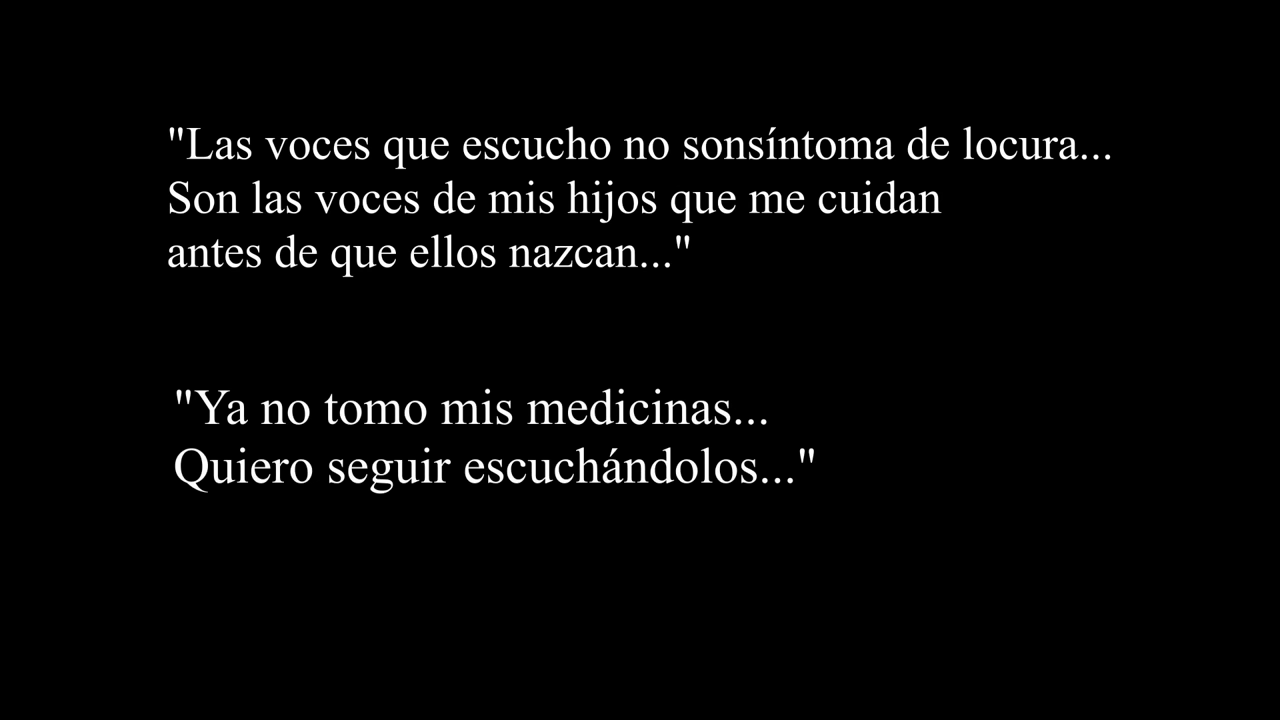 "Las voces que escucho no sonsíntoma de locura...
Son las voces de mis hijos que me cuidan
antes de que ellos nazcan..."
"Ya no tomo mis medicinas...
Quiero seguir escuchándolos..."